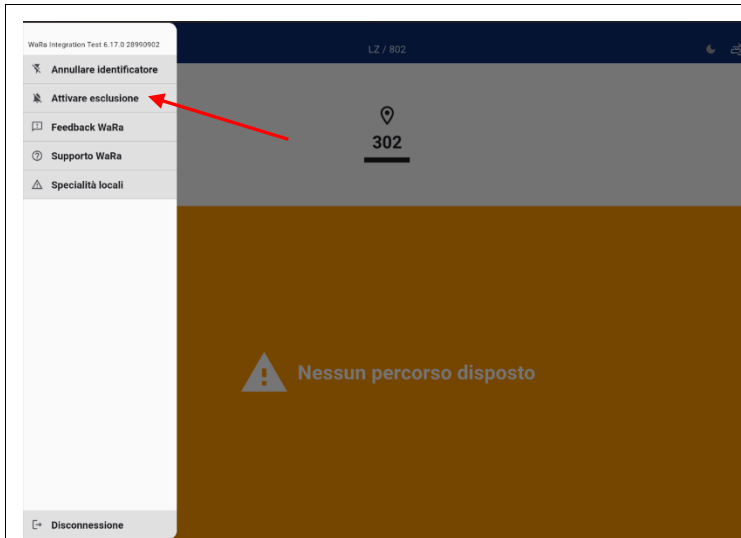 WaRa Integration Test 6.17.0 28990902
LZ / 802
Annullare identificatore
Attivare esclusione
Feedback WaRa
Supporto WaRa
Specialità locali
302
Nessun percorso disposto
Disconnessione